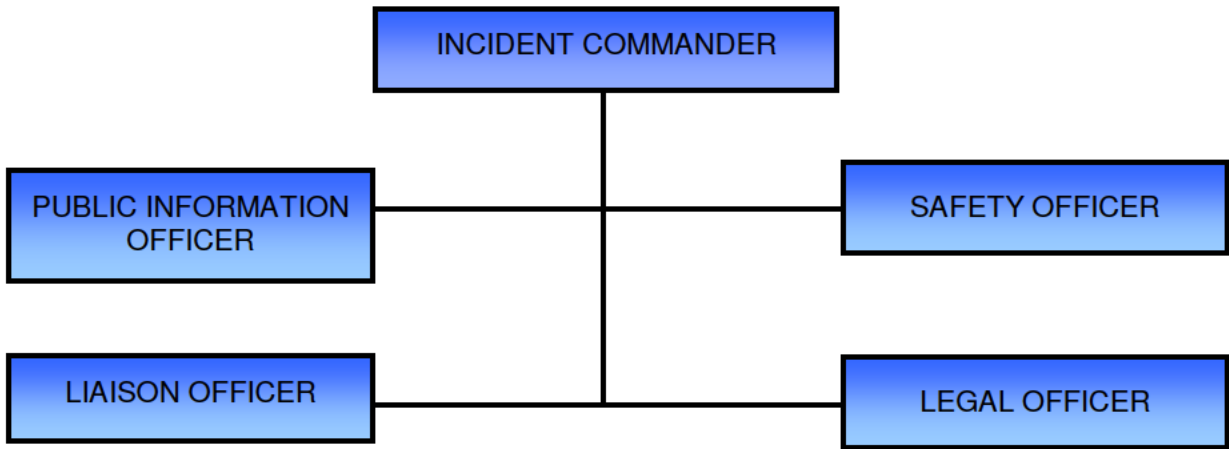 INCIDENT COMMANDER
PUBLIC INFORMATION
OFFICER
SAFETY OFFICER
LIAISON OFFICER
LEGAL OFFICER